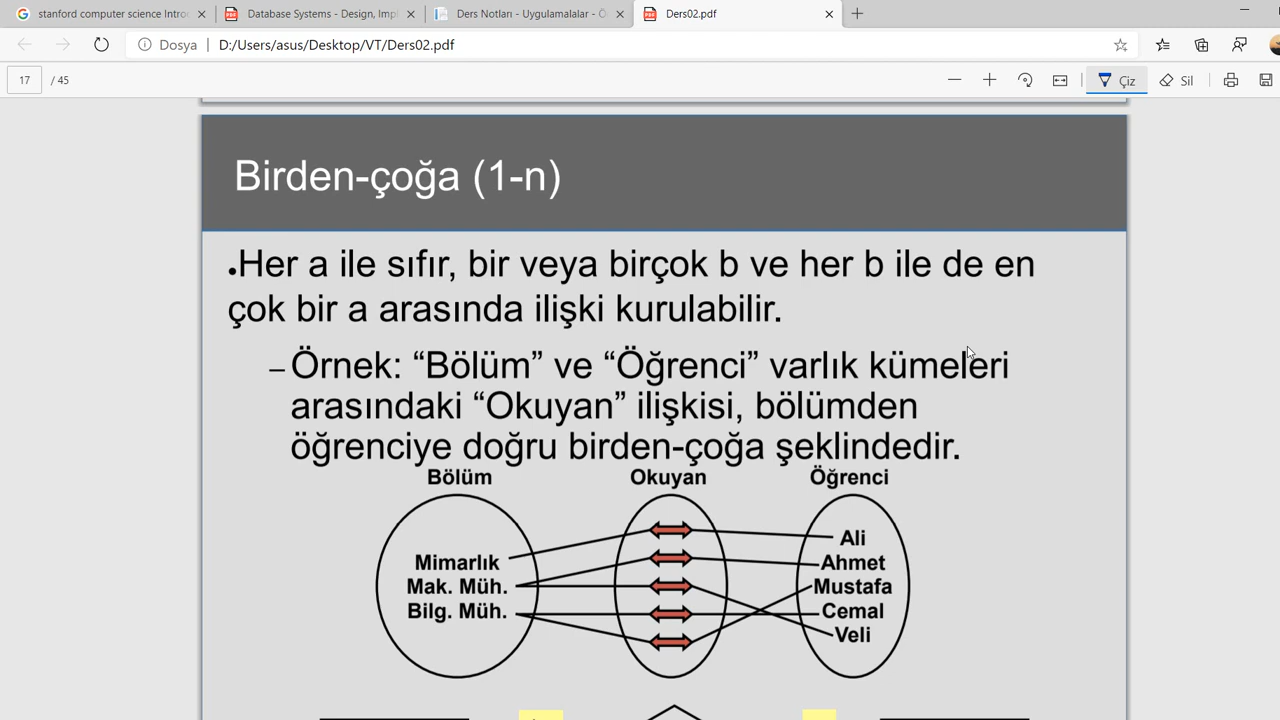 stanford computer science Intro
Database Systems - Design, Impl
Ders Notları - Uygulamalalar - Ö
Ders02.pdf
Dosya
D:/Users/asus/Desktop/VT/Ders02.pdf
17
/ 45
Çiz
Sil
Birden-çoğa (1-n)
•Her a ile sıfır, bir veya birçok b ve her b ile de en
çok bir a arasında ilişki kurulabilir.
– Örnek: “Bölüm” ve “Öğrenci” varlık kümeleri
arasındaki “Okuyan” ilişkisi, bölümden
öğrenciye doğru birden-çoğa şeklindedir.
Bölüm
Okuyan
Öğrenci
Mimarlık
Mak. Müh.
Bilg. Müh.
Ali
Ahmet
Mustafa
Cemal
Veli